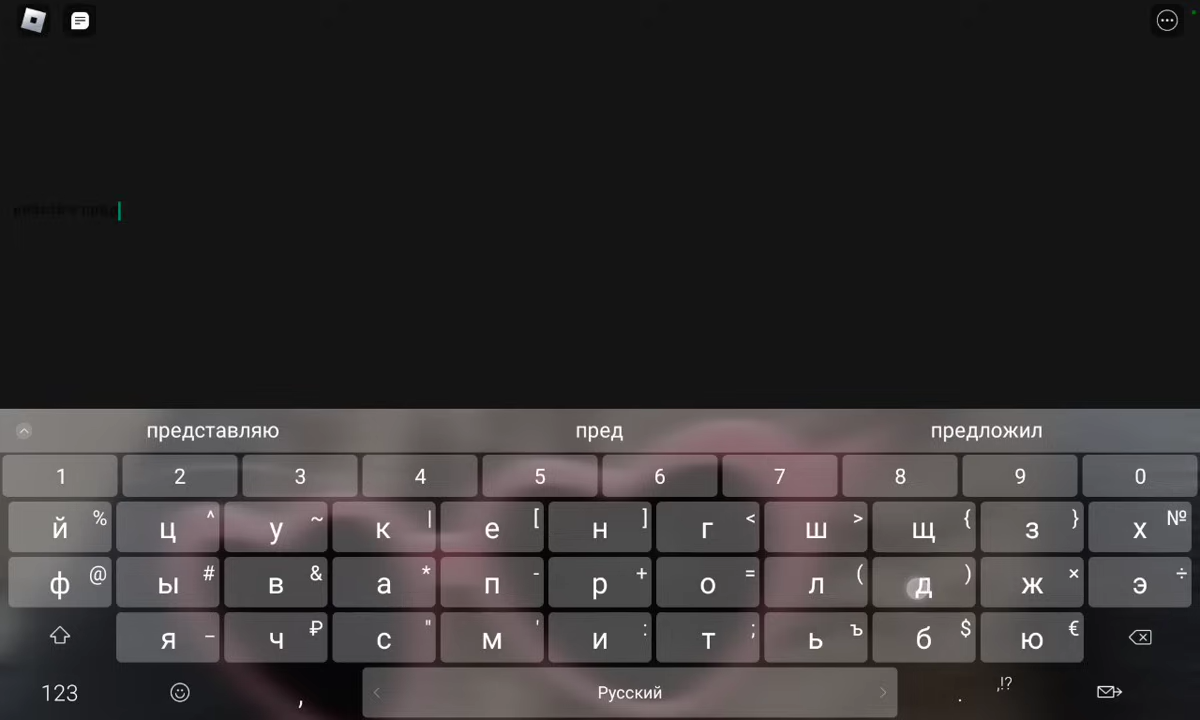 представляю пред предложил
1 2 3 4 5 6 7 8 9 0
й % ц ^ у ~ к | е [ н ] г < ш > щ { з } х №
ф @ ы # в & а * п - р + о = л ( д ) ж × э ÷
я _ ч ₽ с " м ' и : т ; ь ъ б $ ю €
123 , < Русский > . ,!?